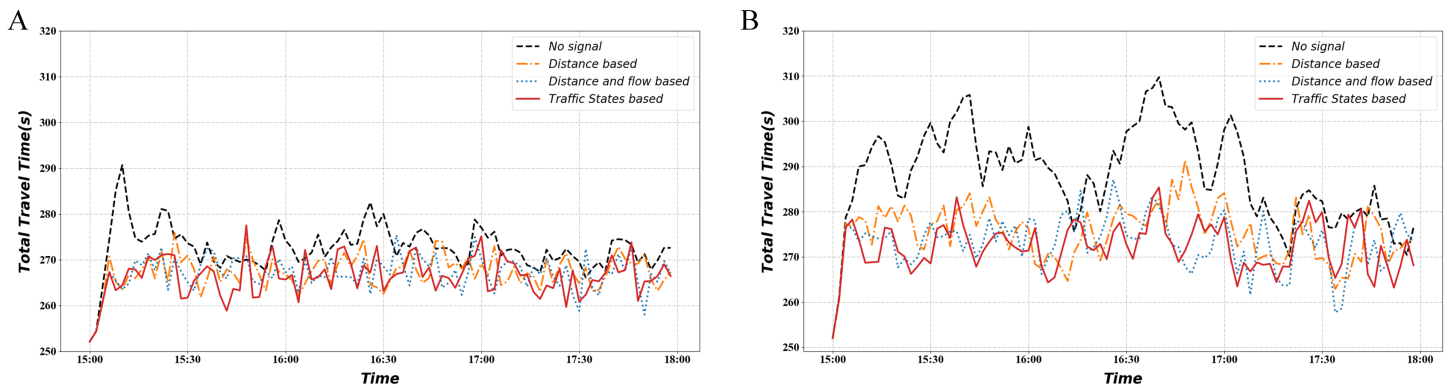 A
320
310
300
290
280
270
260
250
Total Travel Time(s)
No signal
Distance based
Distance and flow based
Traffic States based
15:00 15:30 16:00 16:30 17:00 17:30 18:00
Time
B
320
310
300
290
280
270
260
250
Total Travel Time(s)
No signal
Distance based
Distance and flow based
Traffic States based
15:00 15:30 16:00 16:30 17:00 17:30 18:00
Time